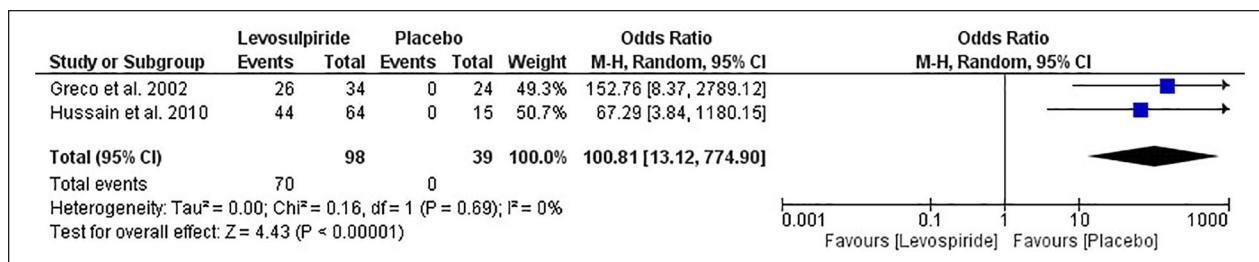 Levosulpiride Placebo Odds Ratio Odds Ratio
Study or Subgroup Events Total Events Total Weight M-H, Random, 95% CI M-H, Random, 95% CI
Greco et al. 2002 26 34 0 24 49.3% 152.76 [8.37, 2789.12]
Hussain et al. 2010 44 64 0 15 50.7% 67.29 [3.84, 1180.15]
Total (95% CI) 98 39 100.0% 100.81 [13.12, 774.90]
Total events 70 0
Heterogeneity: Tau² = 0.00; Chi² = 0.16, df = 1 (P = 0.69); I² = 0%
Test for overall effect: Z = 4.43 (P < 0.00001)
0.001 0.1 1 10 1000
Favours [Levospiride] Favours [Placebo]